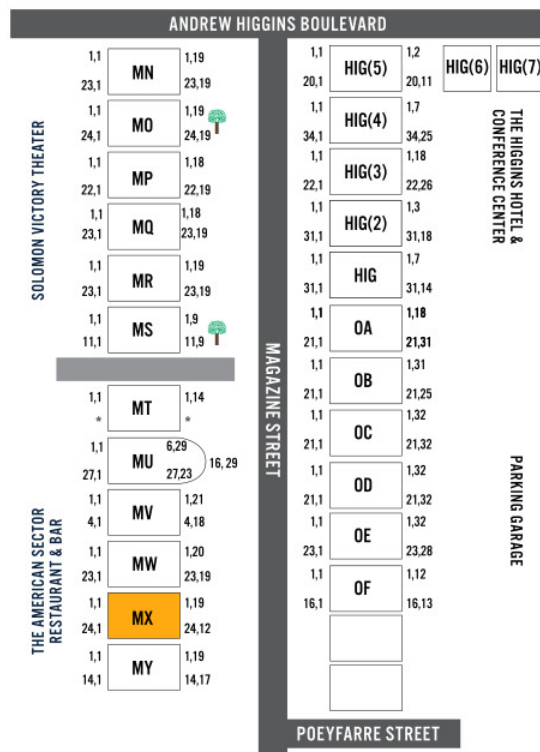 ANDREW HIGGINS BOULEVARD
1,1 MN 1,19
23,1 23,19
1,1 MO 1,19
24,1 24,19
1,1 MP 1,18
22,1 22,19
1,1 MQ 1,18
23,1 23,19
1,1 MR 1,19
23,1 23,19
1,1 MS 1,9
11,1 11,9
1,1 MT 1,14
* *
1,1 MU 6,29
16,29
27,1 27,23
1,1 MV 1,21
4,1 4,18
1,1 MW 1,20
23,1 23,19
1,1 MX 1,19
24,1 24,12
1,1 MY 1,19
14,1 14,17
SOLOMON VICTORY THEATER
THE AMERICAN SECTOR
RESTAURANT & BAR
MAGAZINE STREET
1,1 HIG(5) 1,2
20,1 20,11
HIG(6) HIG(7)
1,1 HIG(4) 1,7
34,1 34,25
1,1 HIG(3) 1,18
22,1 22,26
1,1 HIG(2) 1,3
31,1 31,18
1,1 HIG 1,7
31,1 31,14
1,1 OA 1,18
21,1 21,31
1,1 OB 1,31
21,1 21,25
1,1 OC 1,32
21,1 21,32
1,1 OD 1,32
21,1 21,32
1,1 OE 1,32
23,1 23,28
1,1 OF 1,12
16,1 16,13
THE HIGGINS HOTEL &
CONFERENCE CENTER
PARKING GARAGE
POEYFARRE STREET